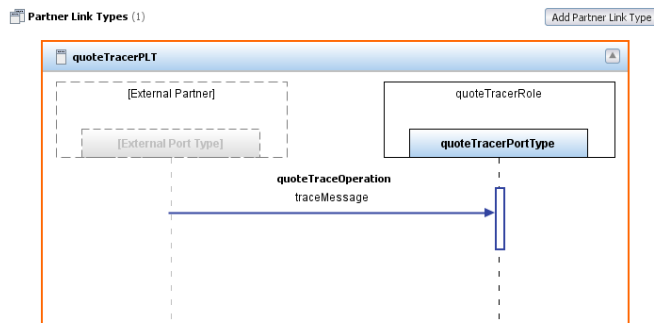 Partner Link Types (1)
Add Partner Link Type
quoteTracerPLT
[External Partner]
quoteTracerRole
[External Port Type]
quoteTracerPortType
quoteTraceOperation
traceMessage